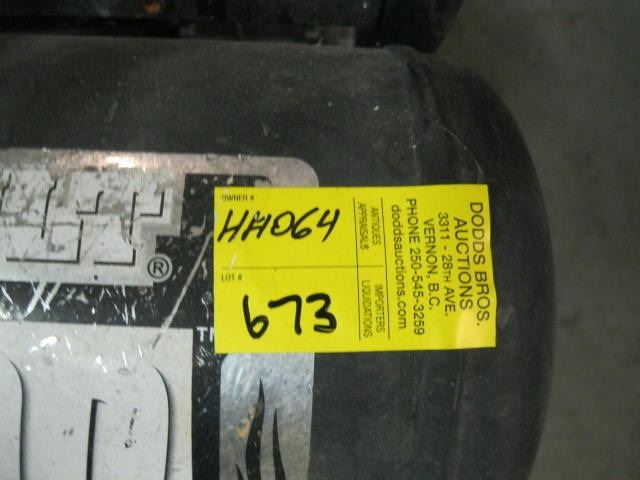 OWNER #
HH064
LOT #
673
ANTIQUES
APPRAISALS
IMPORTERS
LIQUIDATIONS
DODDS BROS.
AUCTIONS
3311 - 28TH AVE.
VERNON, B.C.
PHONE 250-545-3259
doddsauctions.com
®
TM